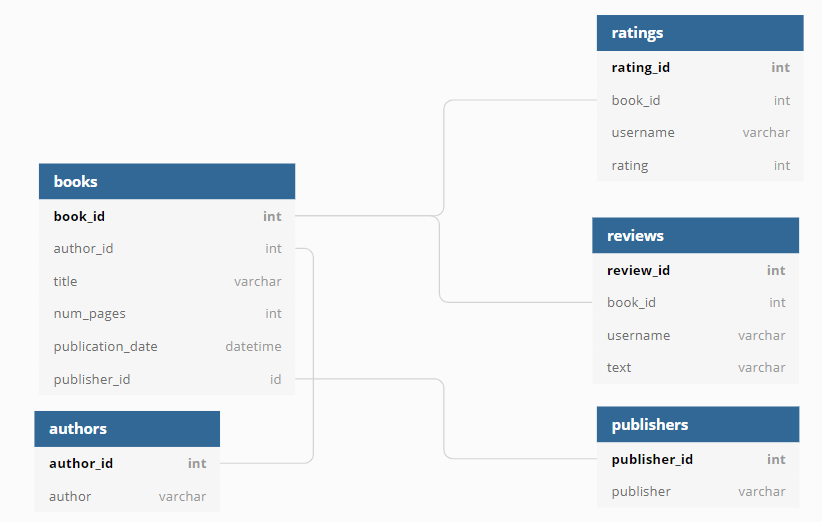 ratings
rating_id int
book_id int
username varchar
rating int
books
book_id int
author_id int
title varchar
num_pages int
publication_date datetime
publisher_id id
reviews
review_id int
book_id int
username varchar
text varchar
authors
author_id int
author varchar
publishers
publisher_id int
publisher varchar